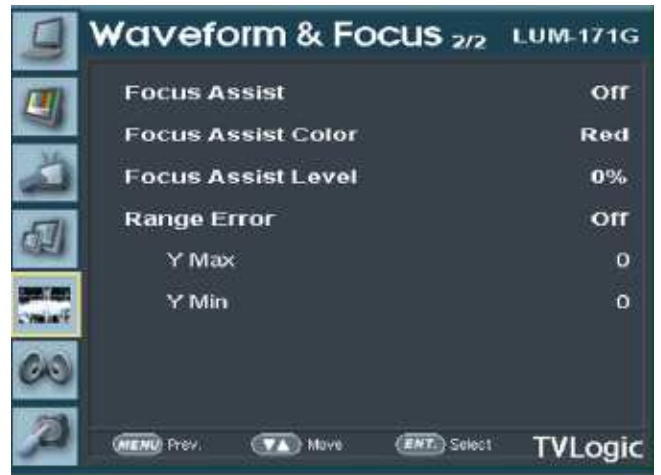 Waveform & Focus 2/2 LUM-171G
Focus Assist Off
Focus Assist Color Red
Focus Assist Level 0%
Range Error Off
Y Max 0
Y Min 0
MENU Prev. ▼▲ Move ENT. Select TVLogic